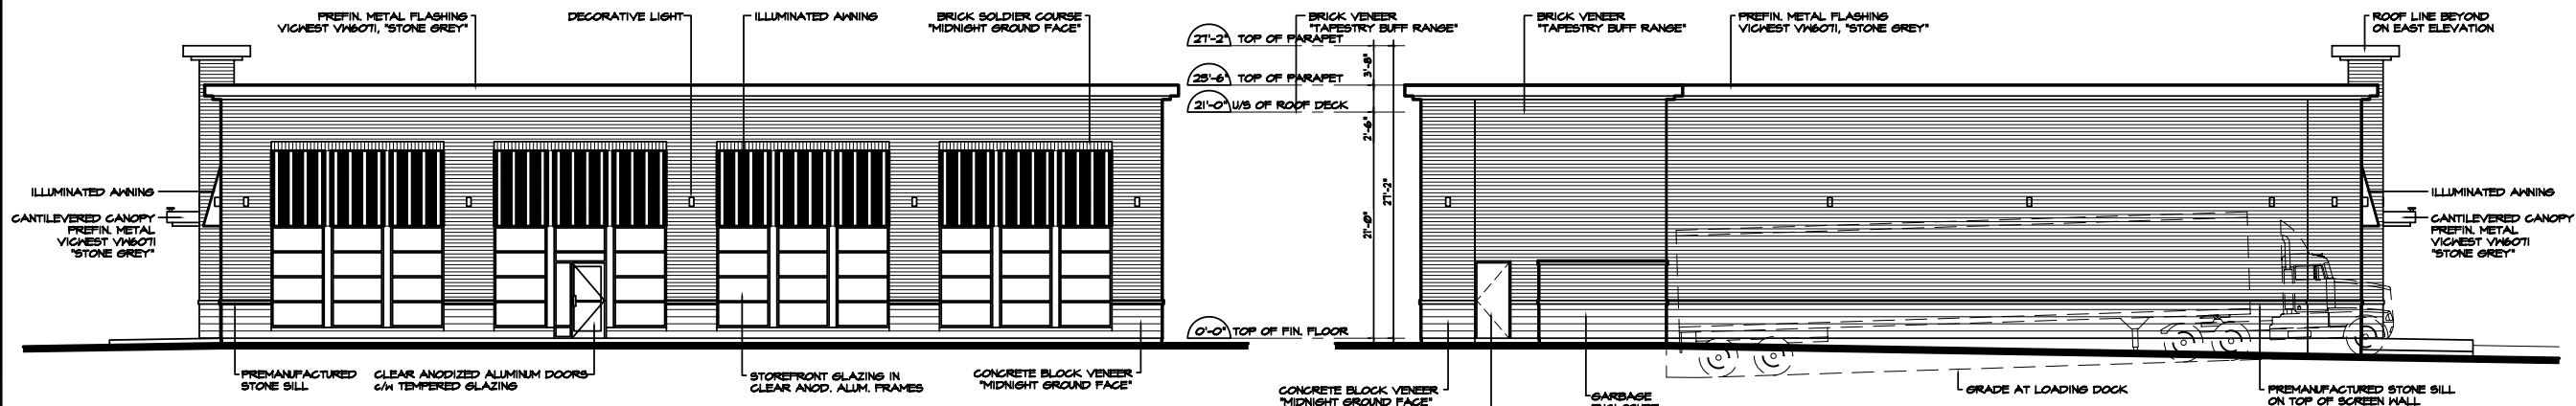 PREFIN. METAL FLASHING
VICWEST VW6071, "STONE GREY"
DECORATIVE LIGHT
ILLUMINATED AWNING
BRICK SOLDIER COURSE
"MIDNIGHT GROUND FACE"
ILLUMINATED AWNING
CANTILEVERED CANOPY
PREFIN. METAL
VICWEST VW6071
"STONE GREY"
PREMANUFACTURED
STONE SILL
CLEAR ANODIZED ALUMINUM DOORS
C/W TEMPERED GLAZING
STOREFRONT GLAZING IN
CLEAR ANOD. ALUM. FRAMES
CONCRETE BLOCK VENEER
"MIDNIGHT GROUND FACE"
27'-2" TOP OF PARAPET
23'-6" TOP OF PARAPET
21'-0" U/S OF ROOF DECK
0'-0" TOP OF FIN. FLOOR
3'-8"
2'-6"
21'-0"
27'-2"
BRICK VENEER
"TAPESTRY BUFF RANGE"
BRICK VENEER
"TAPESTRY BUFF RANGE"
PREFIN. METAL FLASHING
VICWEST VW6071, "STONE GREY"
ROOF LINE BEYOND
ON EAST ELEVATION
ILLUMINATED AWNING
CANTILEVERED CANOPY
PREFIN. METAL
VICWEST VW6071
"STONE GREY"
CONCRETE BLOCK VENEER
"MIDNIGHT GROUND FACE"
GARBAGE
GRADE AT LOADING DOCK
PREMANUFACTURED STONE SILL
ON TOP OF SCREEN WALL